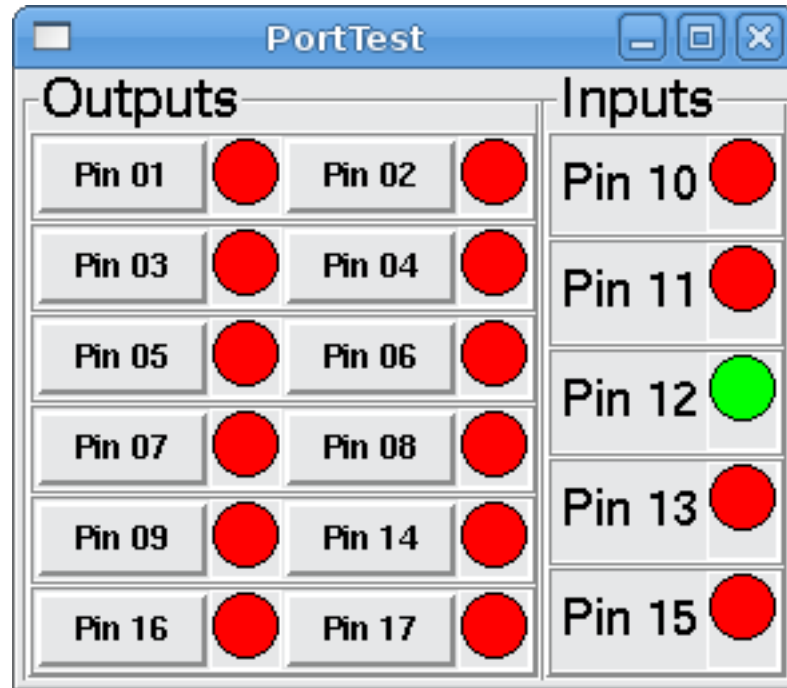 PortTest
Outputs
Pin 01 Pin 02
Pin 03 Pin 04
Pin 05 Pin 06
Pin 07 Pin 08
Pin 09 Pin 14
Pin 16 Pin 17
Inputs
Pin 10
Pin 11
Pin 12
Pin 13
Pin 15